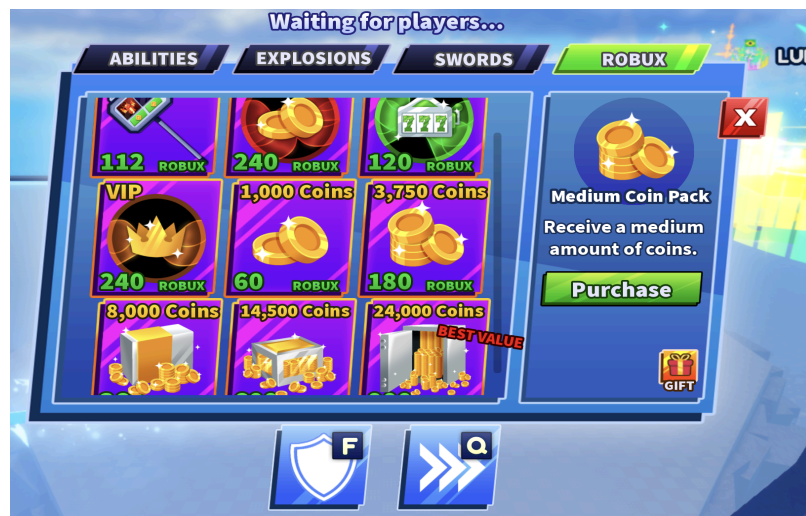 Waiting for players...
ABILITIES
EXPLOSIONS
SWORDS
ROBUX
X
112 ROBUX
240 ROBUX
777
120 ROBUX
VIP
240 ROBUX
1,000 Coins
60 ROBUX
3,750 Coins
180 ROBUX
8,000 Coins
14,500 Coins
24,000 Coins
BEST VALUE
Medium Coin Pack
Receive a medium
amount of coins.
Purchase
GIFT
F
Q